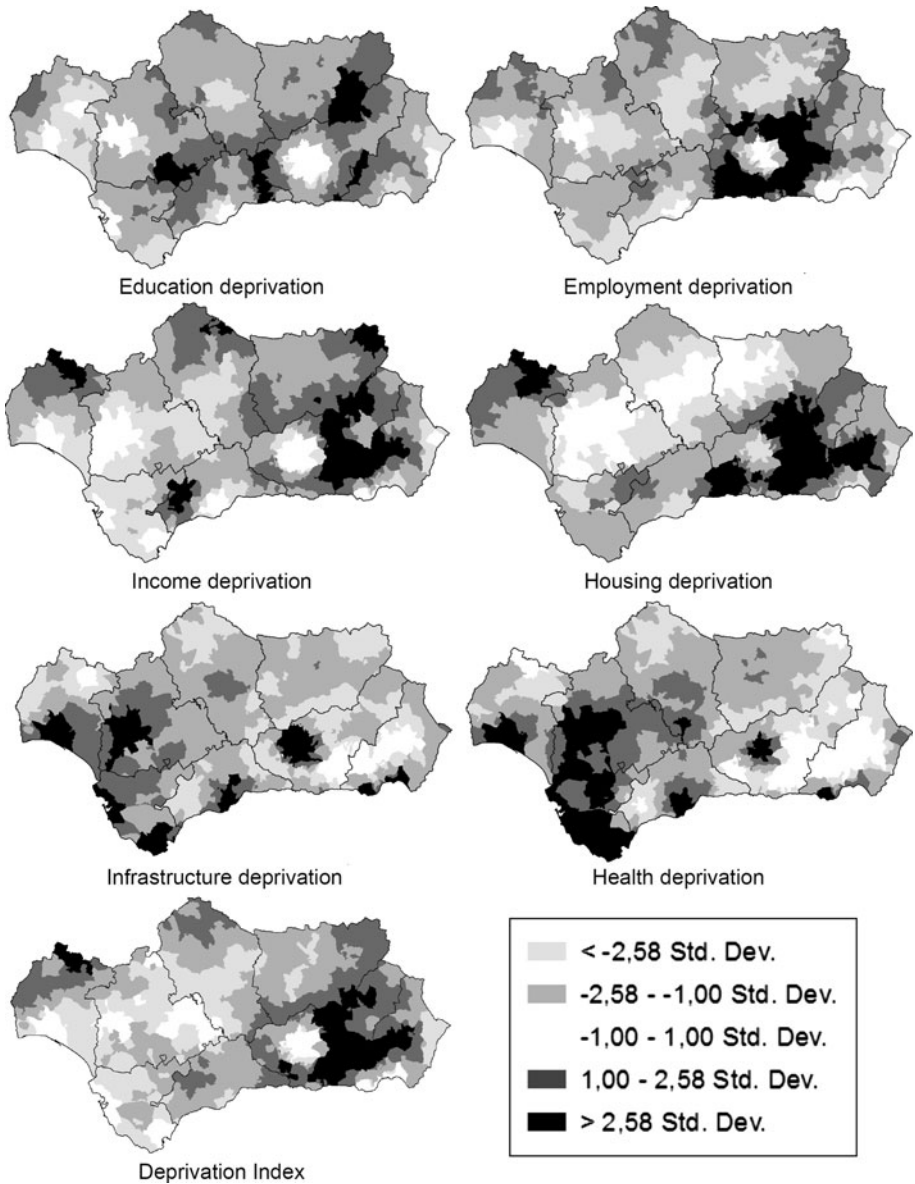 Education deprivation
Employment deprivation
Income deprivation
Housing deprivation
Infrastructure deprivation
Health deprivation
Deprivation Index
< -2,58 Std. Dev.
-2,58 - -1,00 Std. Dev.
-1,00 - 1,00 Std. Dev.
1,00 - 2,58 Std. Dev.
> 2,58 Std. Dev.